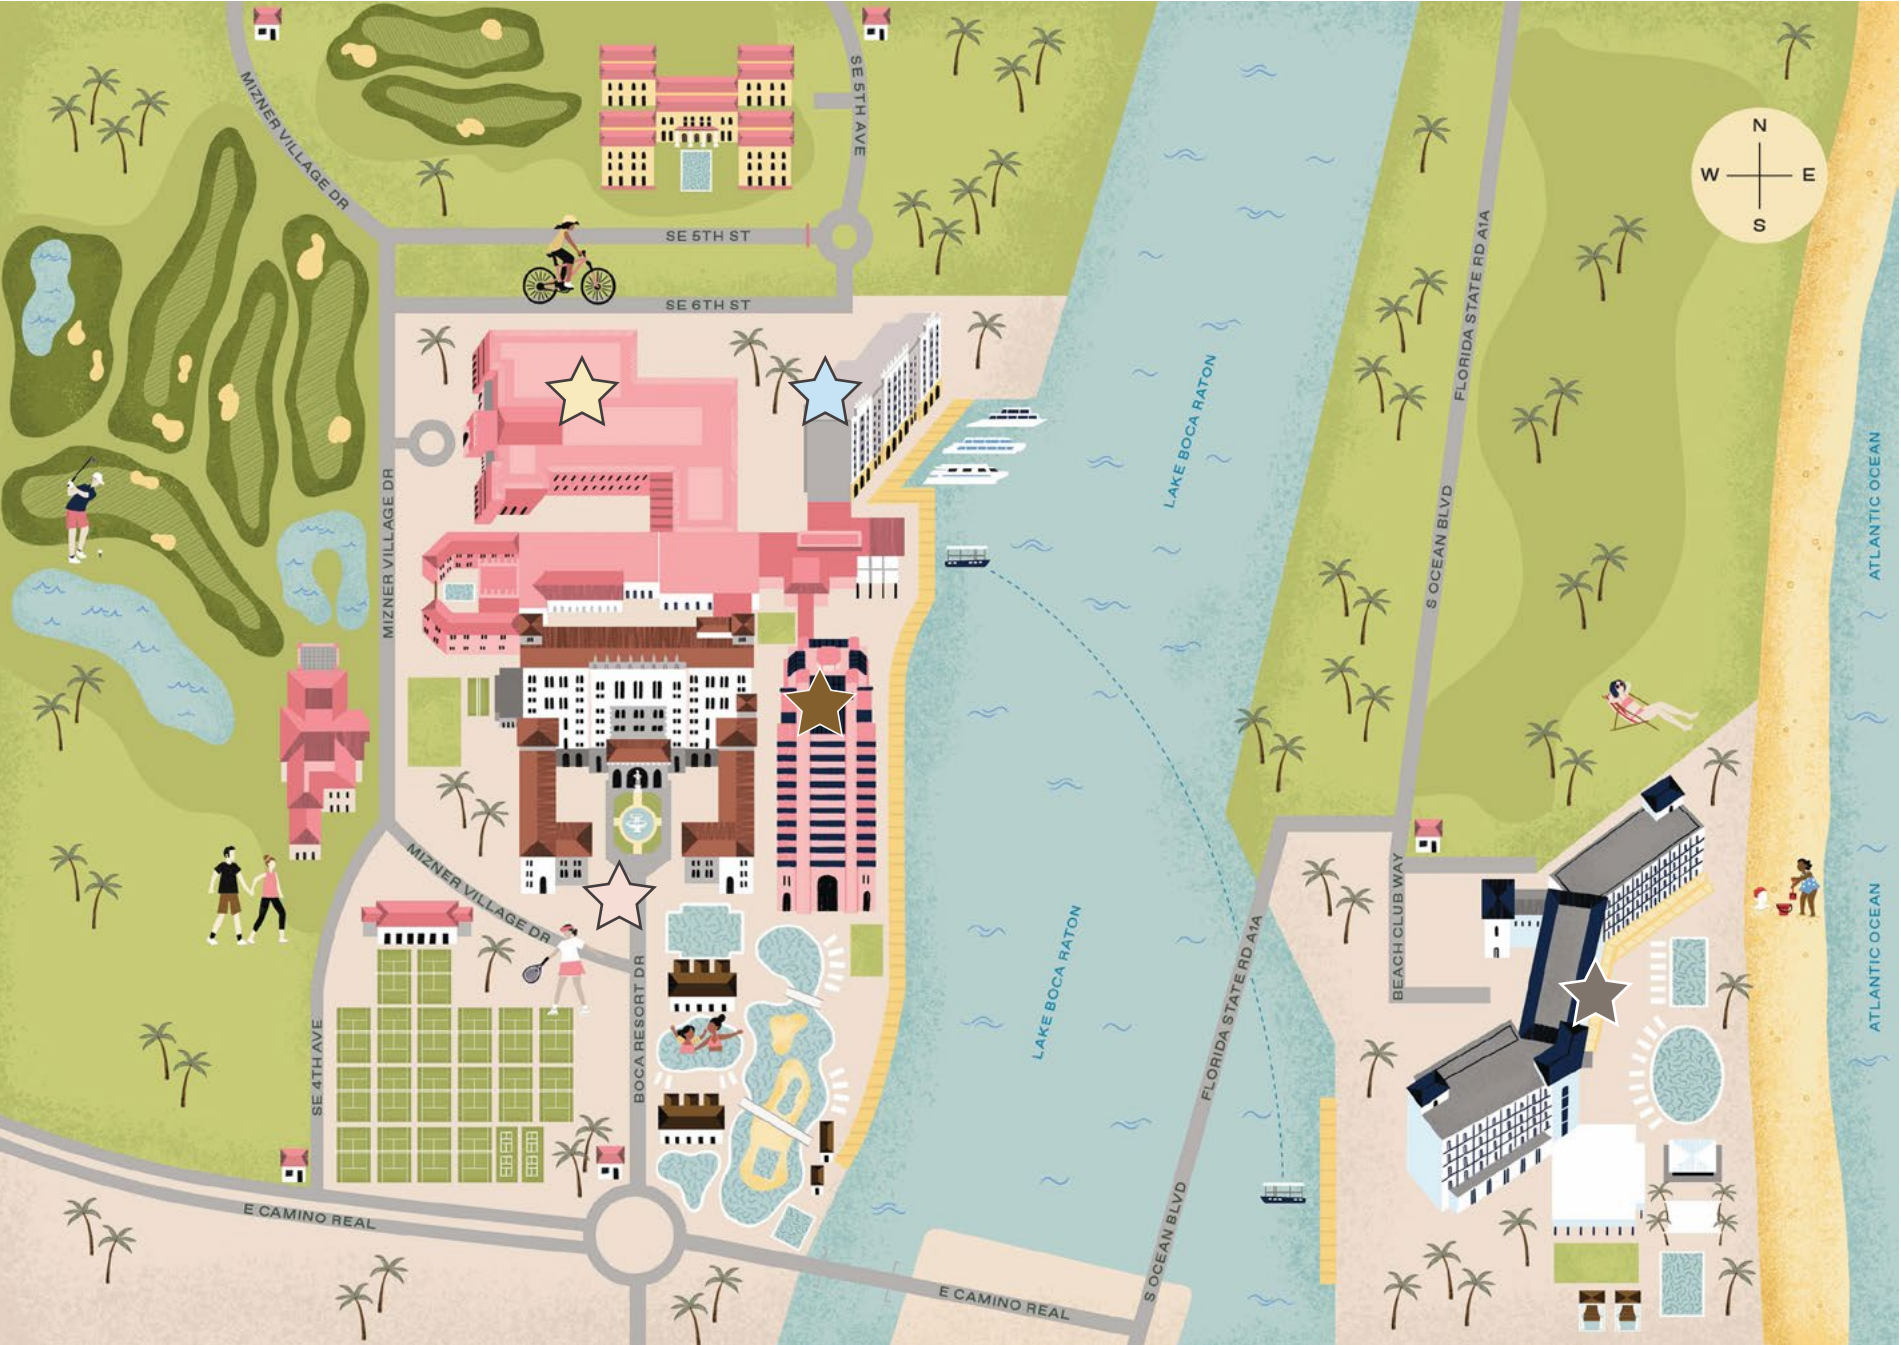 MIZNER VILLAGE DR
SE 5TH AVE
N
W E
S
SE 5TH ST
SE 6TH ST
FLORIDA STATE RD A1A
LAKE BOCA RATON
ATLANTIC OCEAN
MIZNER VILLAGE DR
S OCEAN BLVD
MIZNER VILLAGE DR
BEACH CLUB WAY
LAKE BOCA RATON
ATLANTIC OCEAN
FLORIDA STATE RD A1A
BOCA RESORT DR
SE 4TH AVE
E CAMINO REAL
S OCEAN BLVD
E CAMINO REAL